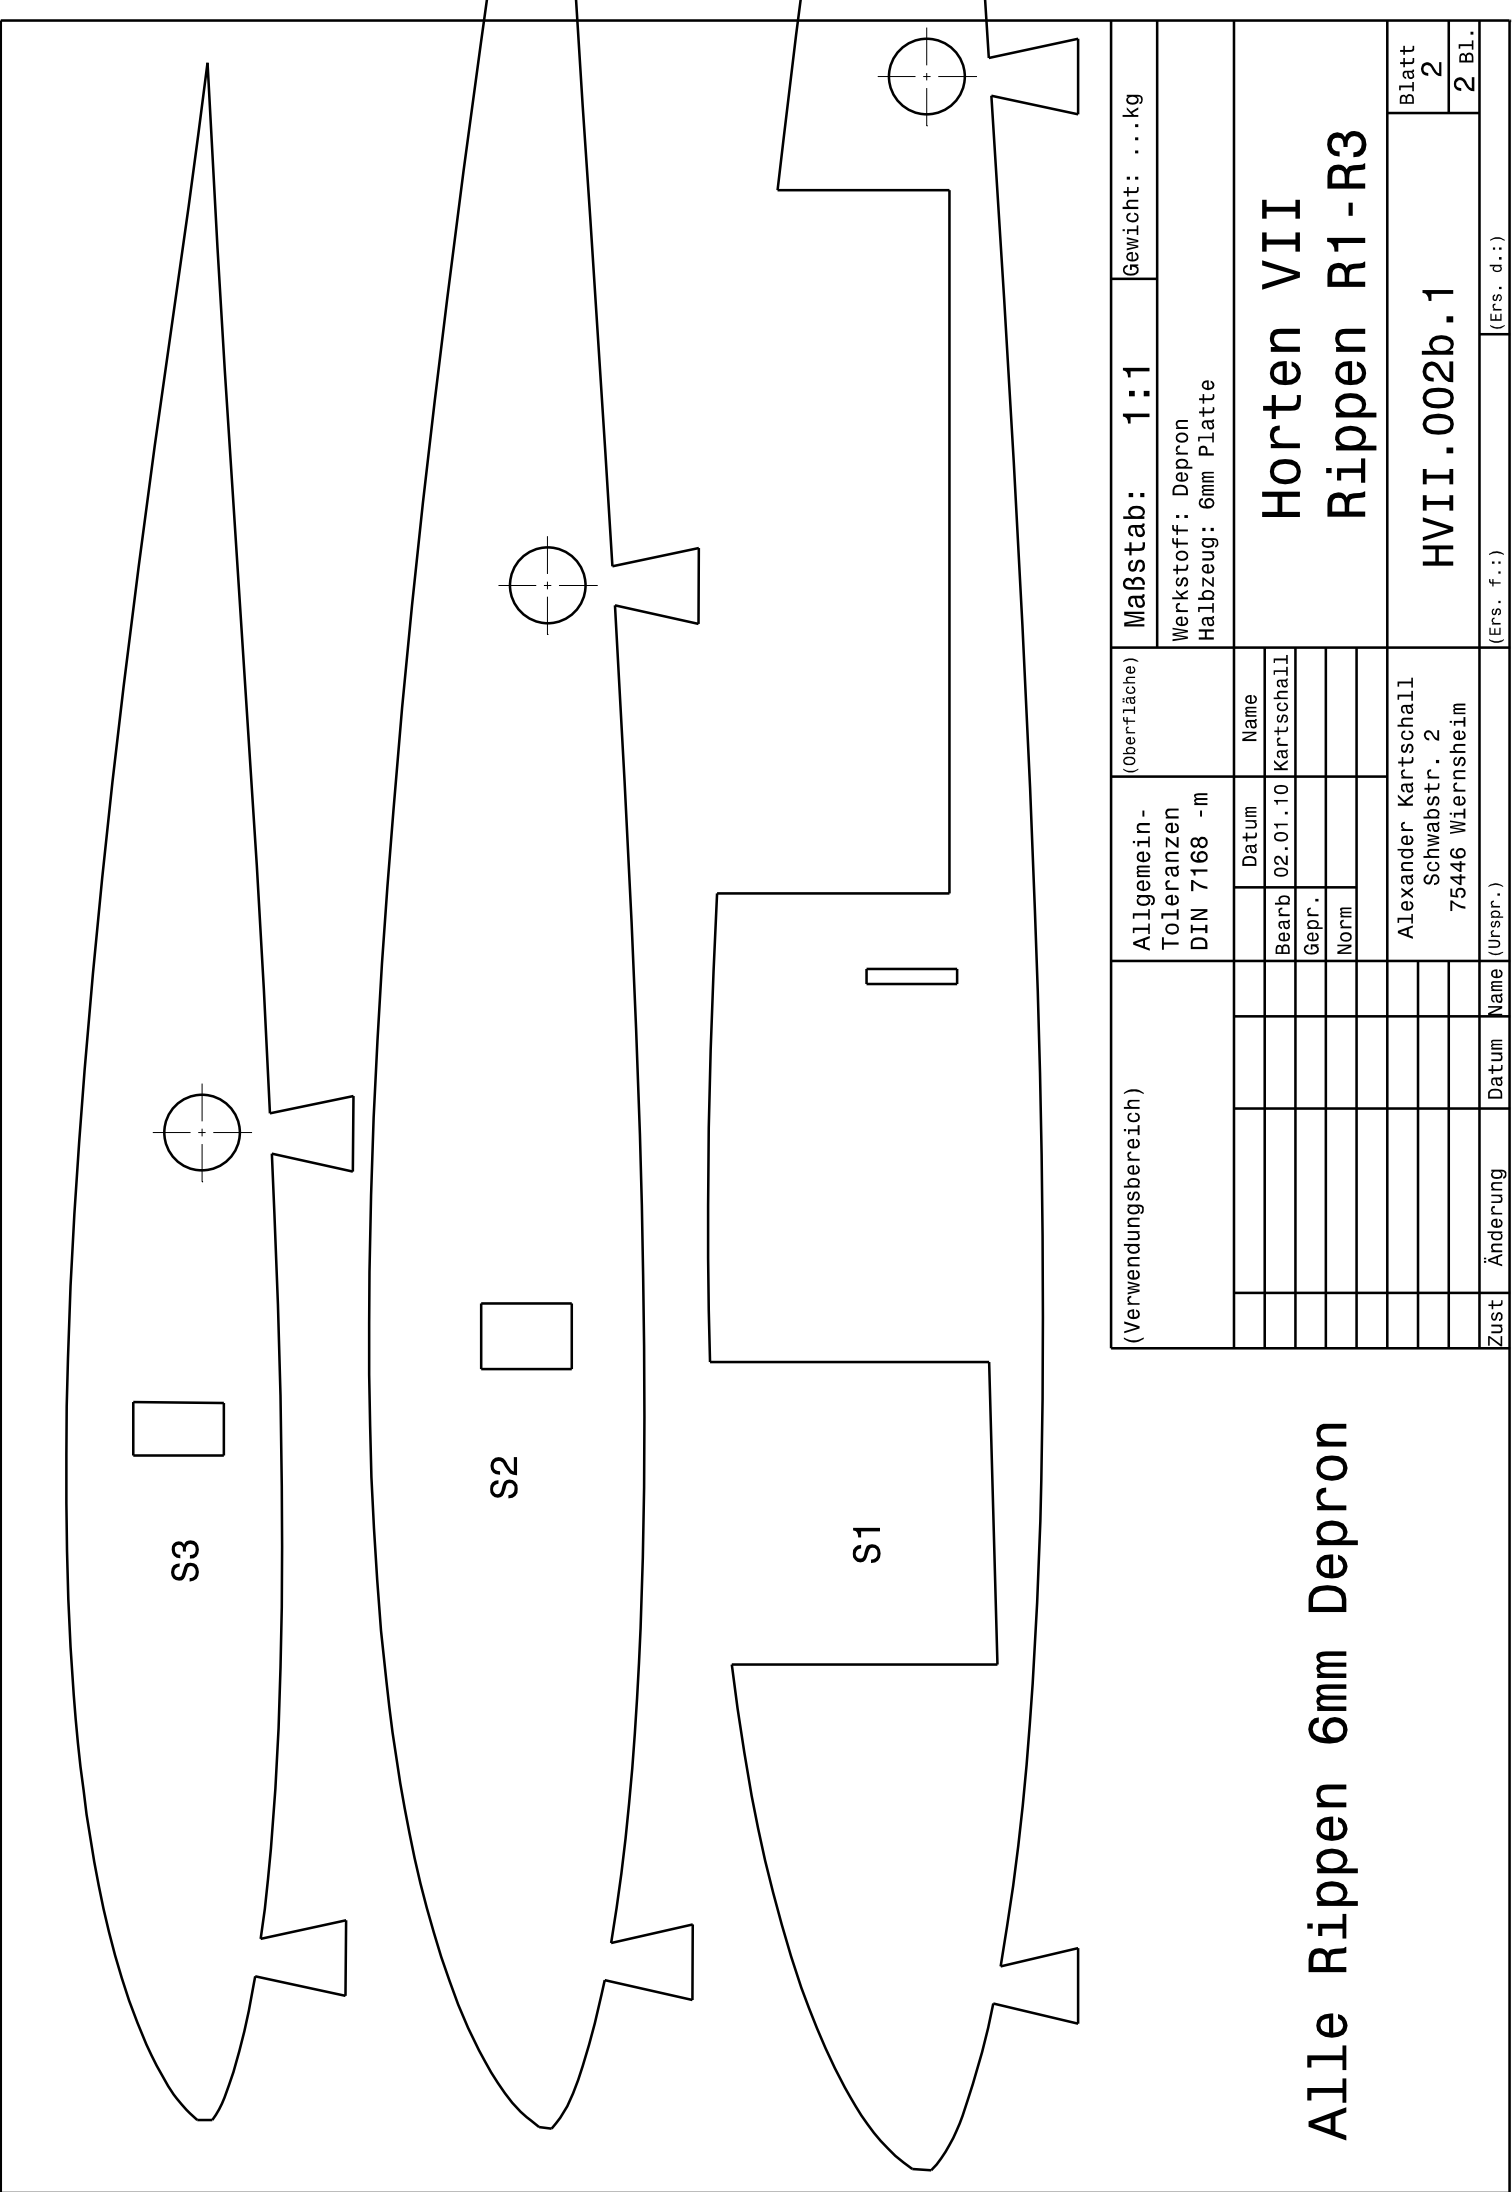 S3
S2
S1
Alle Rippen 6mm Depron
(Verwendungsbereich)
Allgemein-
Toleranzen
DIN 7168 -m
(Oberfläche)
Maßstab: 1:1
Gewicht: ...kg
Werkstoff: Depron
Halbzeug: 6mm Platte
Datum Name
Bearb 02.01.10 Kartschall
Gepr.
Norm
Horten VII
Rippen R1-R3
Alexander Kartschall
Schwabstr. 2
75446 Wiernsheim
HVII.002b.1
Blatt
2
2 Bl.
Zust Änderung Datum Name (Urspr.) (Ers. f.:) (Ers. d.:)